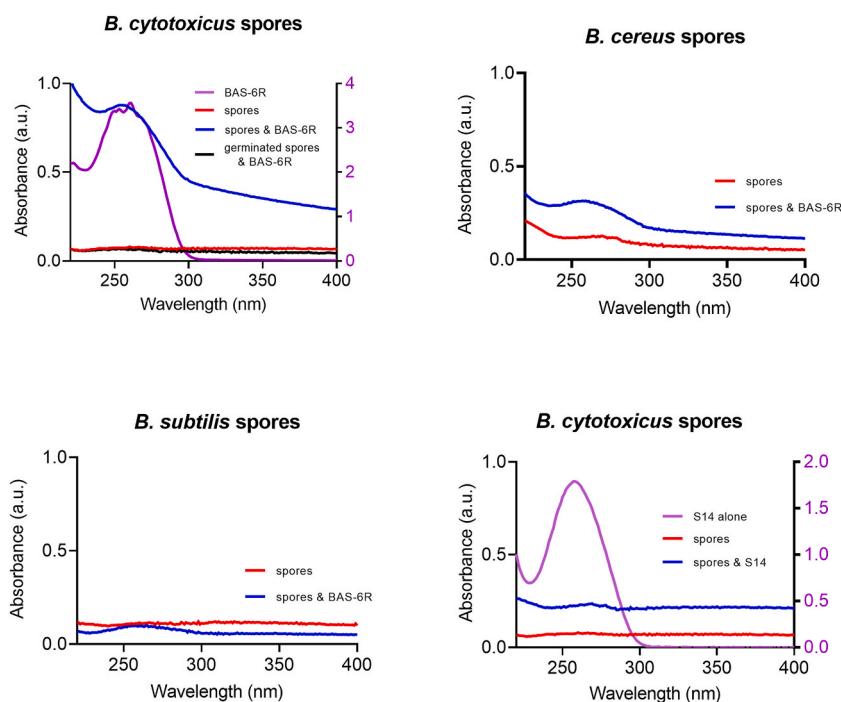 B. cytotoxicus spores
Absorbance (a.u.)
1.0
0.5
0.0
4
3
2
1
0
BAS-6R
spores
spores & BAS-6R
germinated spores
& BAS-6R
250
300
350
400
Wavelength (nm)
B. cereus spores
Absorbance (a.u.)
1.0
0.5
0.0
spores
spores & BAS-6R
250
300
350
400
Wavelength (nm)
B. subtilis spores
Absorbance (a.u.)
1.0
0.5
0.0
spores
spores & BAS-6R
250
300
350
400
Wavelength (nm)
B. cytotoxicus spores
Absorbance (a.u.)
1.0
0.5
0.0
2.0
1.5
1.0
0.5
0.0
S14 alone
spores
spores & S14
250
300
350
400
Wavelength (nm)